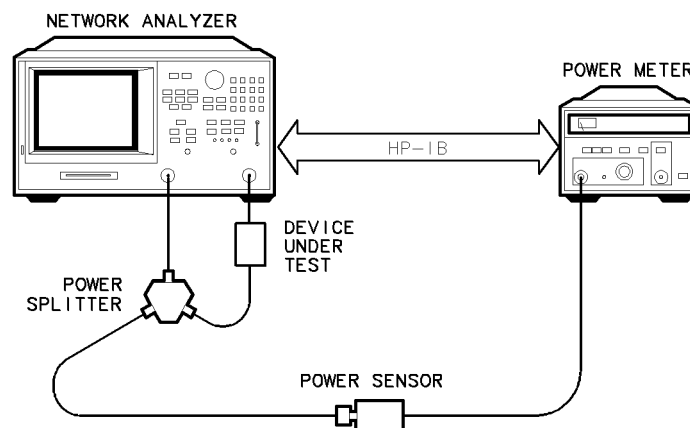 NETWORK ANALYZER
POWER METER
HP-IB
DEVICE
UNDER
TEST
POWER
SPLITTER
POWER SENSOR